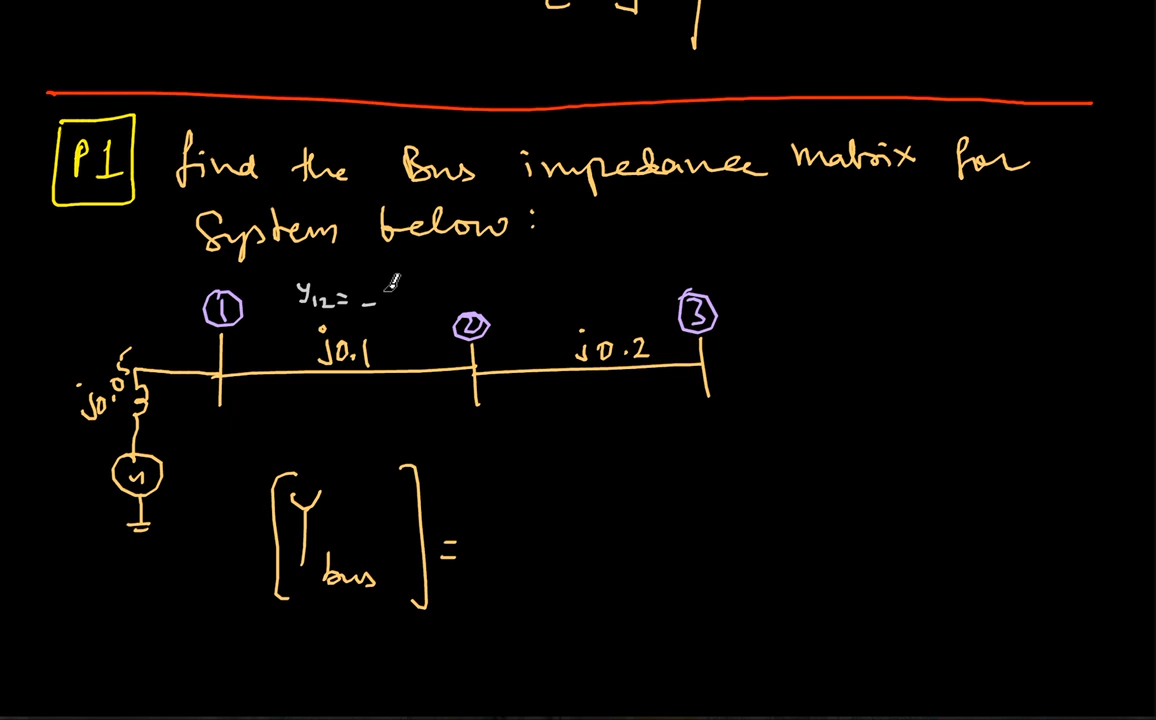 P1 find the Bus impedance matrix for
System below:
y12 = -
1 2 3
j0.1 j0.2
j0.05
[Ybus] =